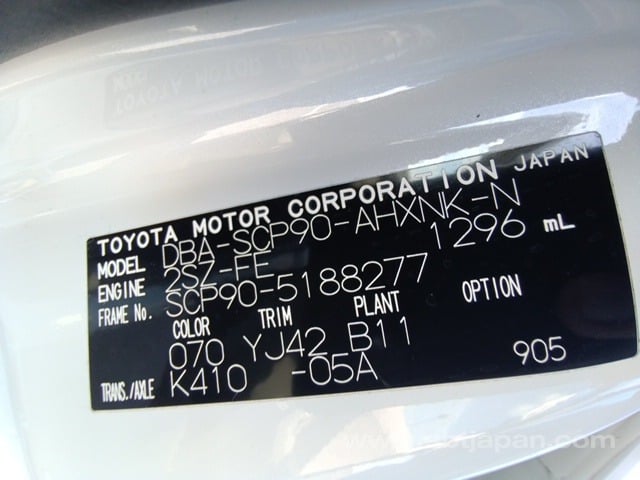 TOYOTA MOTOR CORPORATION JAPAN
MODEL DBA-SCP90-AHXNK-N
ENGINE 2SZ-FE 1296 mL
FRAME No. SCP90-5188277
COLOR TRIM PLANT OPTION
070 YJ42 B11
TRANS./AXLE K410 -05A 905